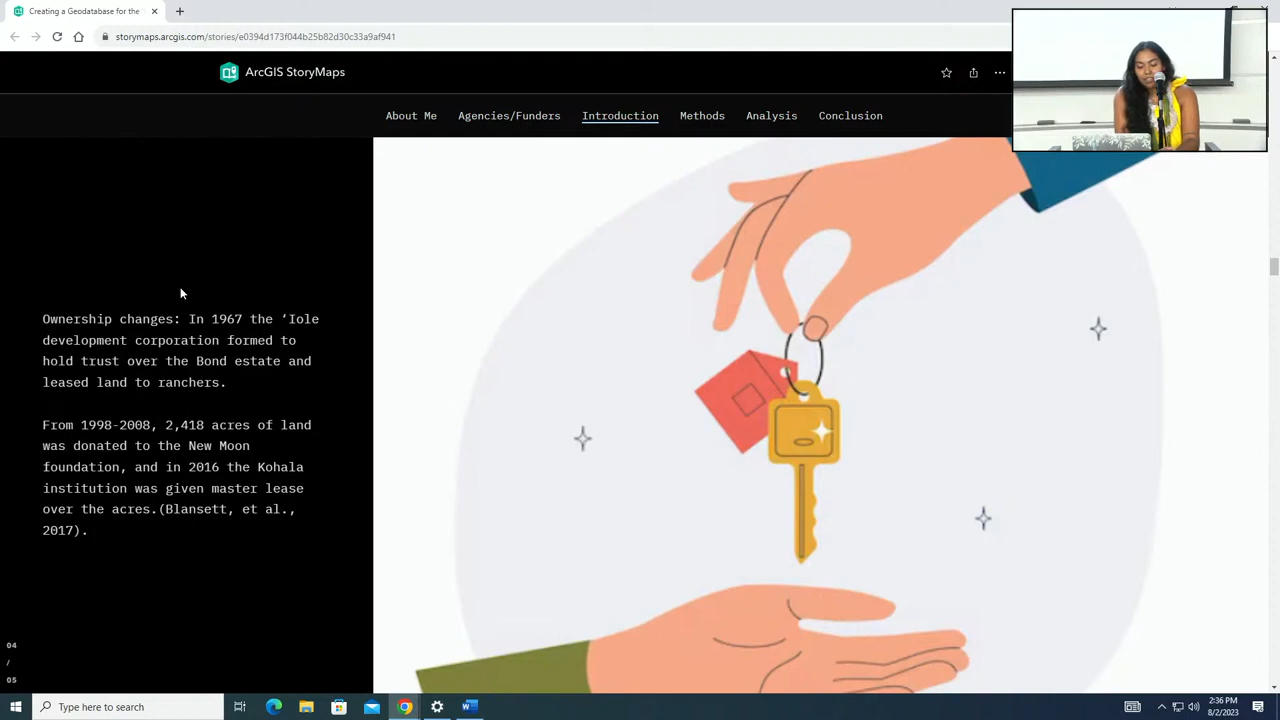 Creating a Geodatabase for the
storymaps.arcgis.com/stories/e0394d173f044b25b82d30c33a9af941
ArcGIS StoryMaps
About Me
Agencies/Funders
Introduction
Methods
Analysis
Conclusion
Ownership changes: In 1967 the ‘Iole
development corporation formed to
hold trust over the Bond estate and
leased land to ranchers.
From 1998-2008, 2,418 acres of land
was donated to the New Moon
foundation, and in 2016 the Kohala
institution was given master lease
over the acres.(Blansett, et al.,
2017).
04
/
05
Type here to search
2:36 PM
8/2/2023